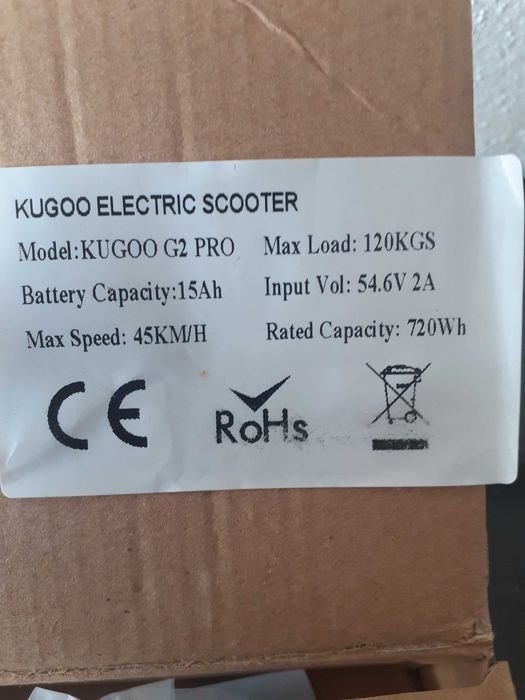 KUGOO ELECTRIC SCOOTER
Model:KUGOO G2 PRO Max Load: 120KGS
Battery Capacity:15Ah Input Vol: 54.6V 2A
Max Speed: 45KM/H Rated Capacity: 720Wh
CE RoHs